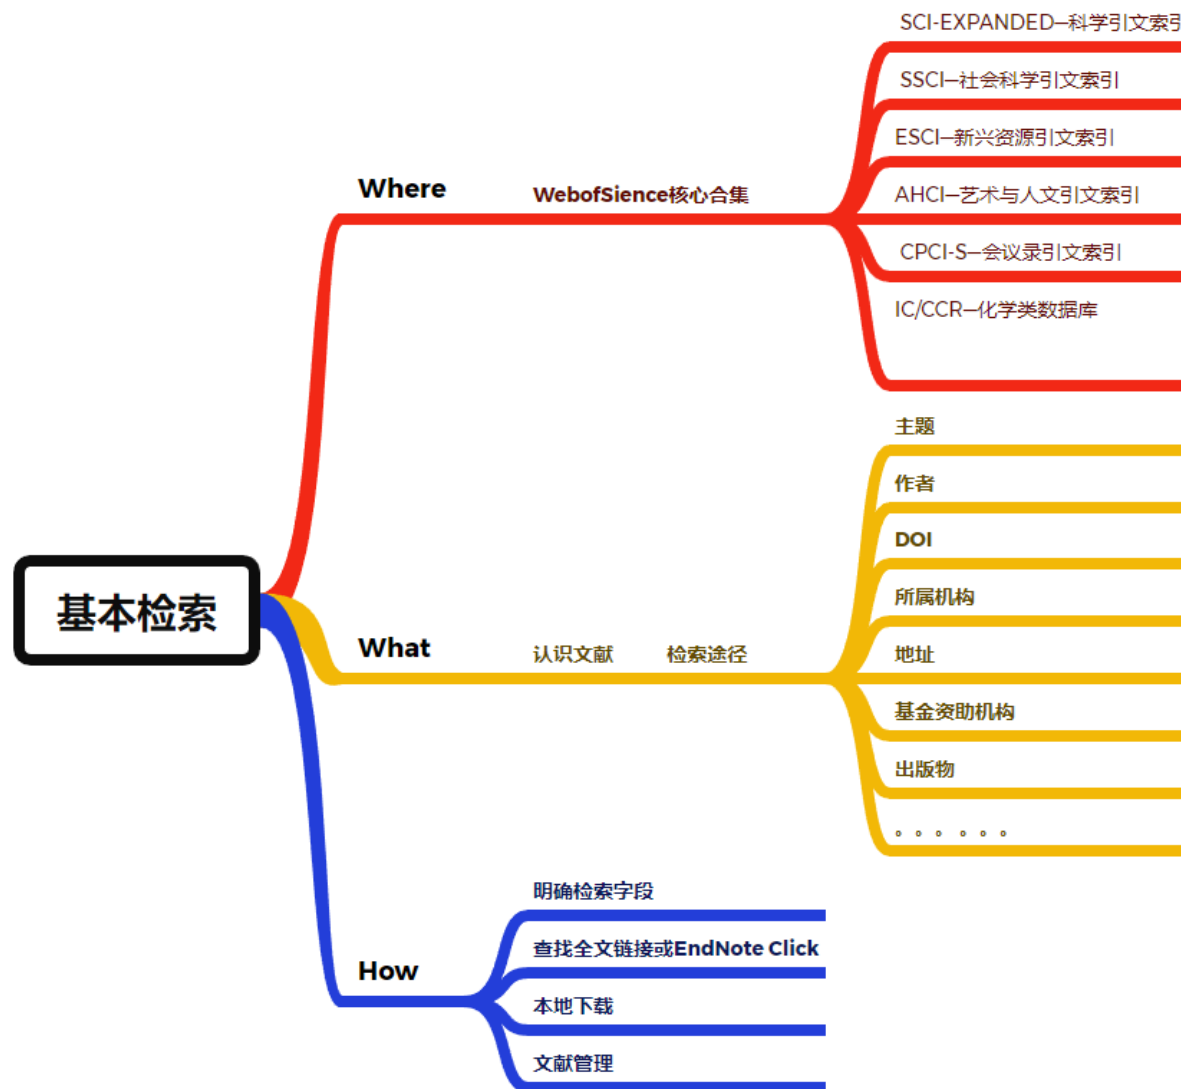 基本检索
Where
WebofSience核心合集
SCI-EXPANDED—科学引文索引
SSCI—社会科学引文索引
ESCI—新兴资源引文索引
AHCI—艺术与人文引文索引
CPCI-S—会议录引文索引
IC/CCR—化学类数据库
What
认识文献 检索途径
主题
作者
DOI
所属机构
地址
基金资助机构
出版物
。。。。。。
How
明确检索字段
查找全文链接或EndNote Click
本地下载
文献管理